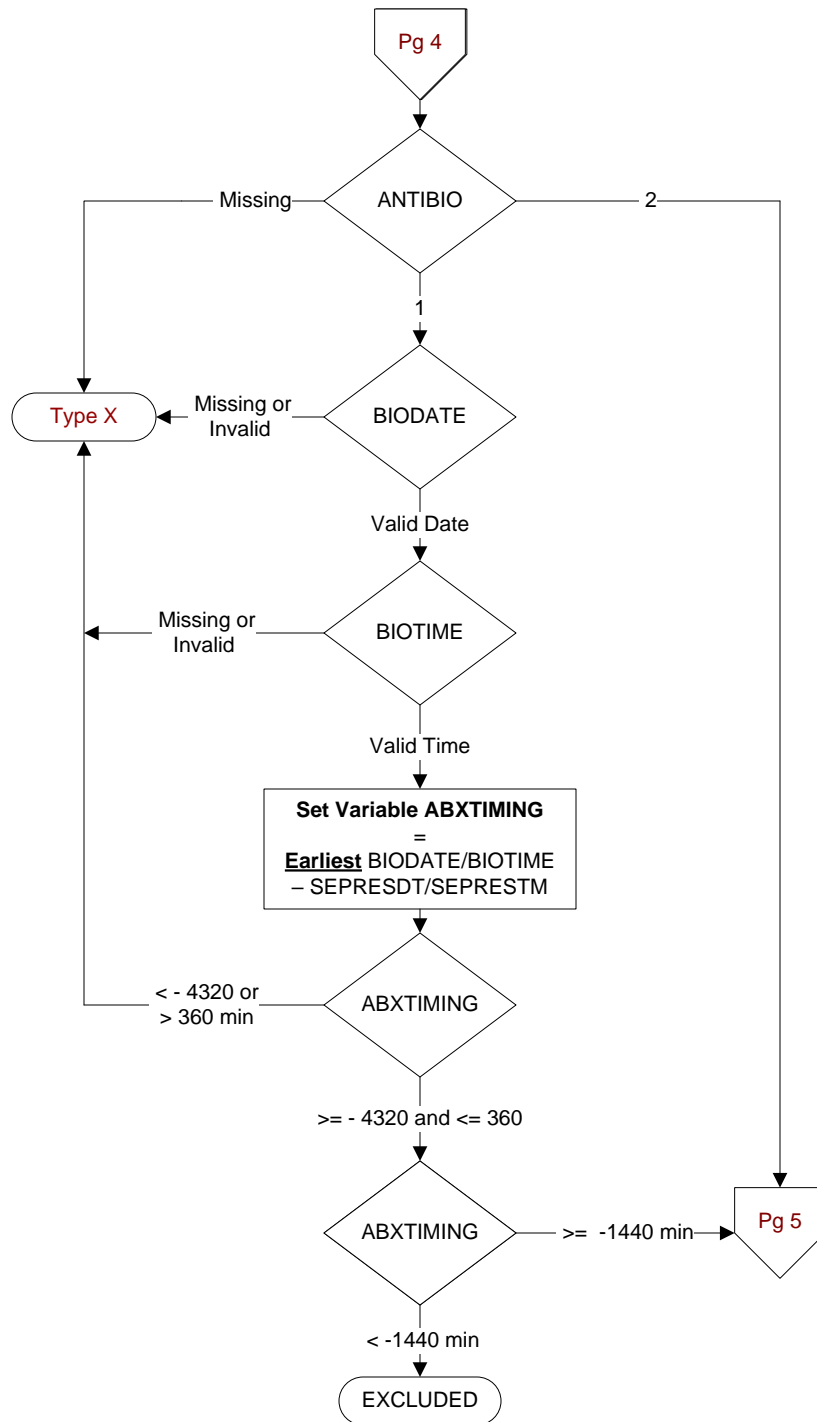 Pg 4
Missing
ANTIBIO
2
1
Type X
Missing or
Invalid
BIODATE
Valid Date
Missing or
Invalid
BIOTIME
Valid Time
Set Variable ABXTIMING
=
Earliest BIODATE/BIOTIME
– SEPRESDT/SEPRESTM
< - 4320 or
> 360 min
ABXTIMING
>= - 4320 and <= 360
ABXTIMING
>= -1440 min
Pg 5
< -1440 min
EXCLUDED